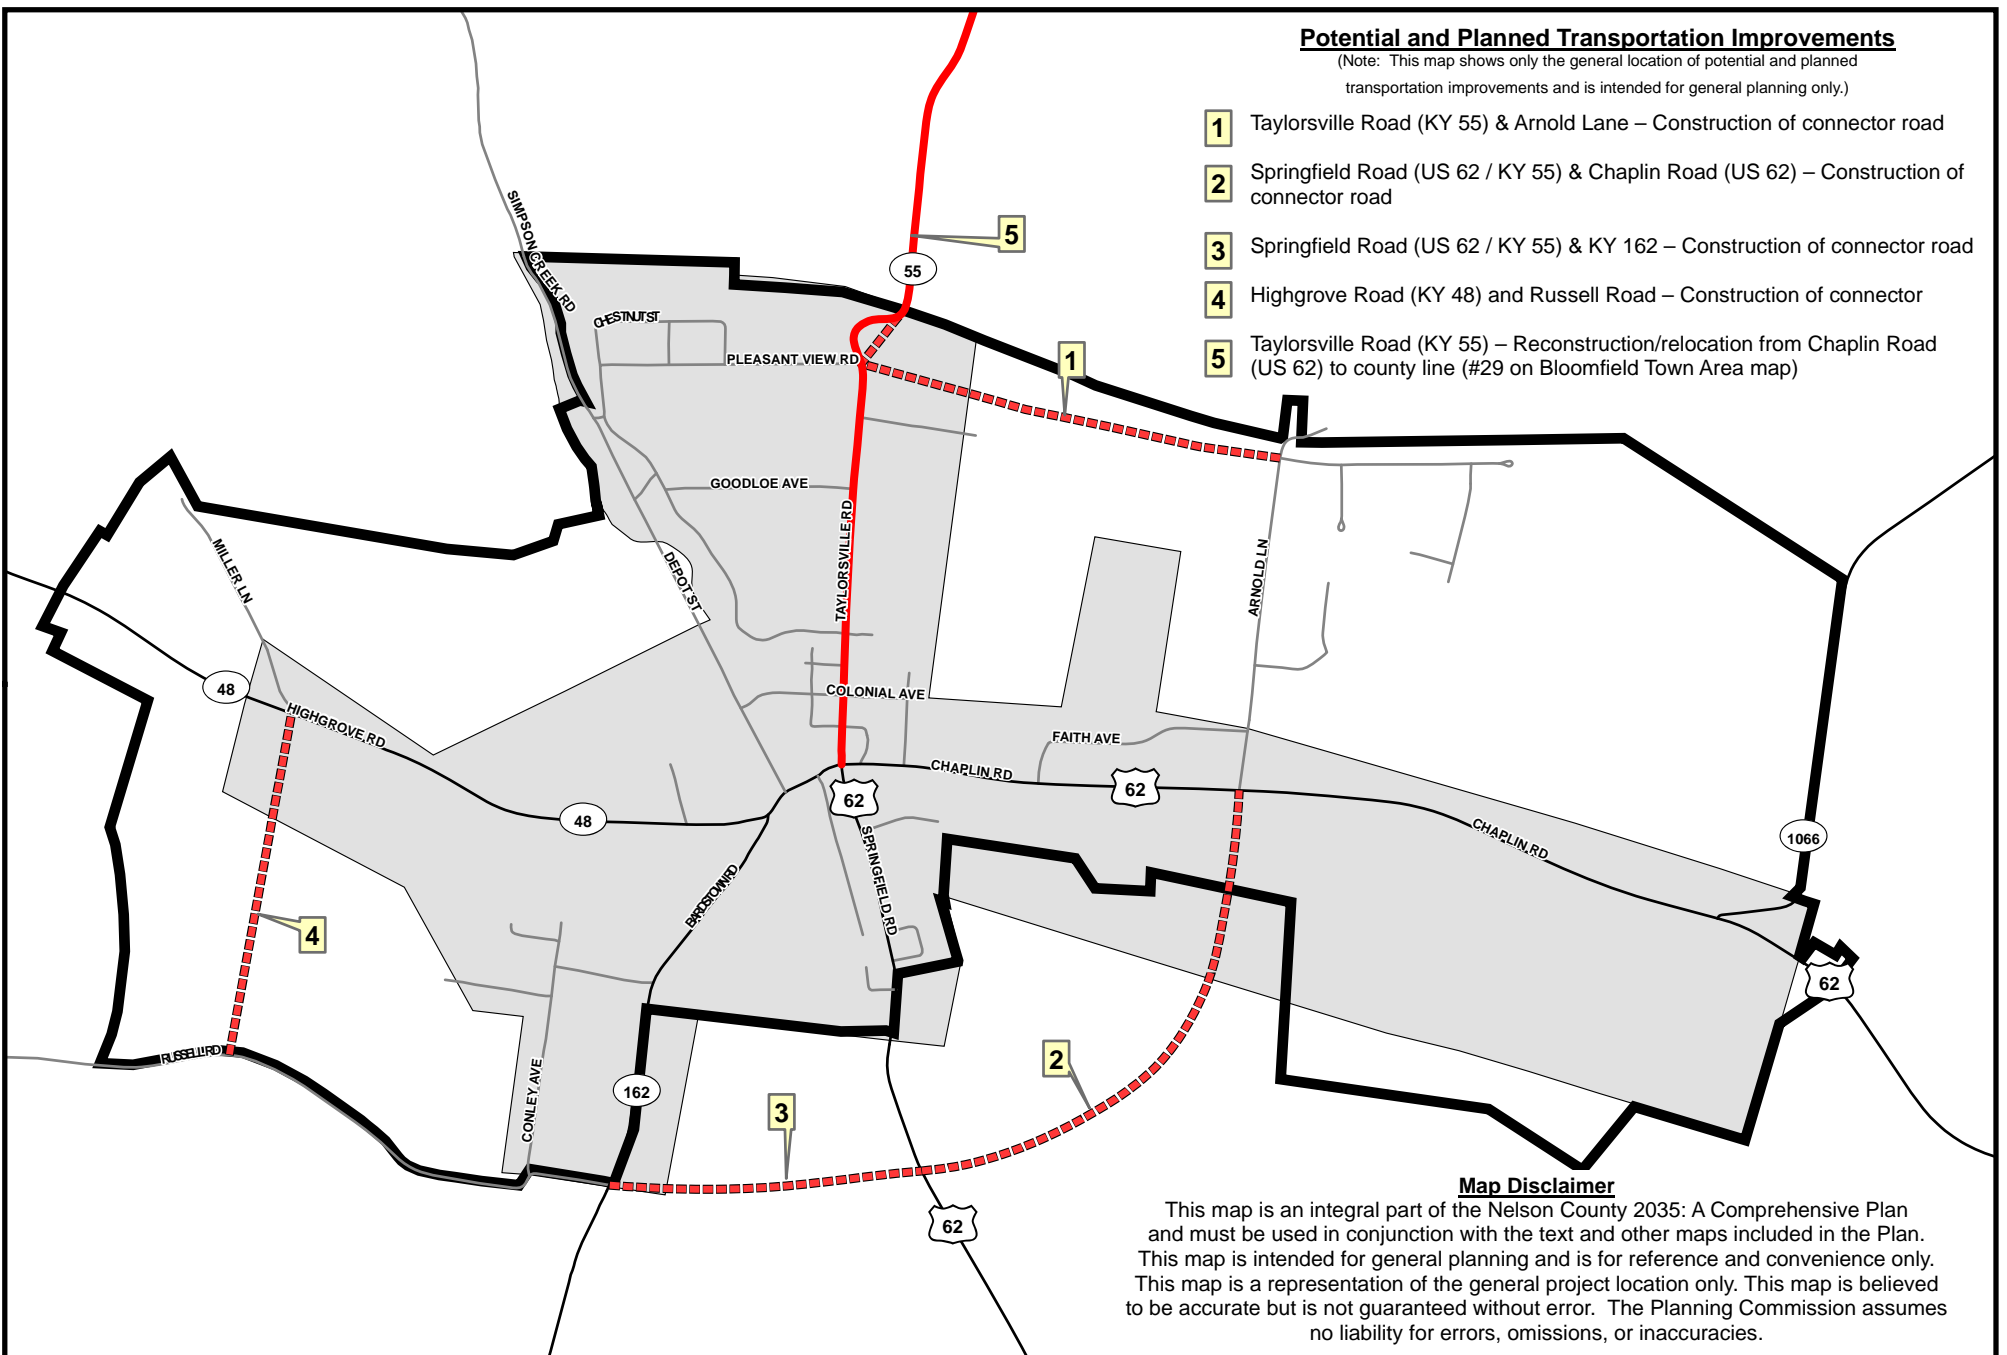 Potential and Planned Transportation Improvements
(Note: This map shows only the general location of potential and planned
transportation improvements and is intended for general planning only.)
1 Taylorsville Road (KY 55) & Arnold Lane – Construction of connector road
2 Springfield Road (US 62 / KY 55) & Chaplin Road (US 62) – Construction of
connector road
3 Springfield Road (US 62 / KY 55) & KY 162 – Construction of connector road
4 Highgrove Road (KY 48) and Russell Road – Construction of connector
5 Taylorsville Road (KY 55) – Reconstruction/relocation from Chaplin Road
(US 62) to county line (#29 on Bloomfield Town Area map)
SIMPSON CREEK RD
5
55
CHESTNUT ST
PLEASANT VIEW RD
1
GOODLOE AVE
TAYLORSVILLE RD
MILLER LN
DEPOT ST
ARNOLD LN
48
HIGHGROVE RD
COLONIAL AVE
FAITH AVE
CHAPLIN RD
62
62
48
CHAPLIN RD
1066
SPRINGFIELD RD
BARDSTOWN RD
4
62
RUSSELL RD
2
CONLEY AVE
162
3
62
Map Disclaimer
This map is an integral part of the Nelson County 2035: A Comprehensive Plan
and must be used in conjunction with the text and other maps included in the Plan.
This map is intended for general planning and is for reference and convenience only.
This map is a representation of the general project location only. This map is believed
to be accurate but is not guaranteed without error. The Planning Commission assumes
no liability for errors, omissions, or inaccuracies.